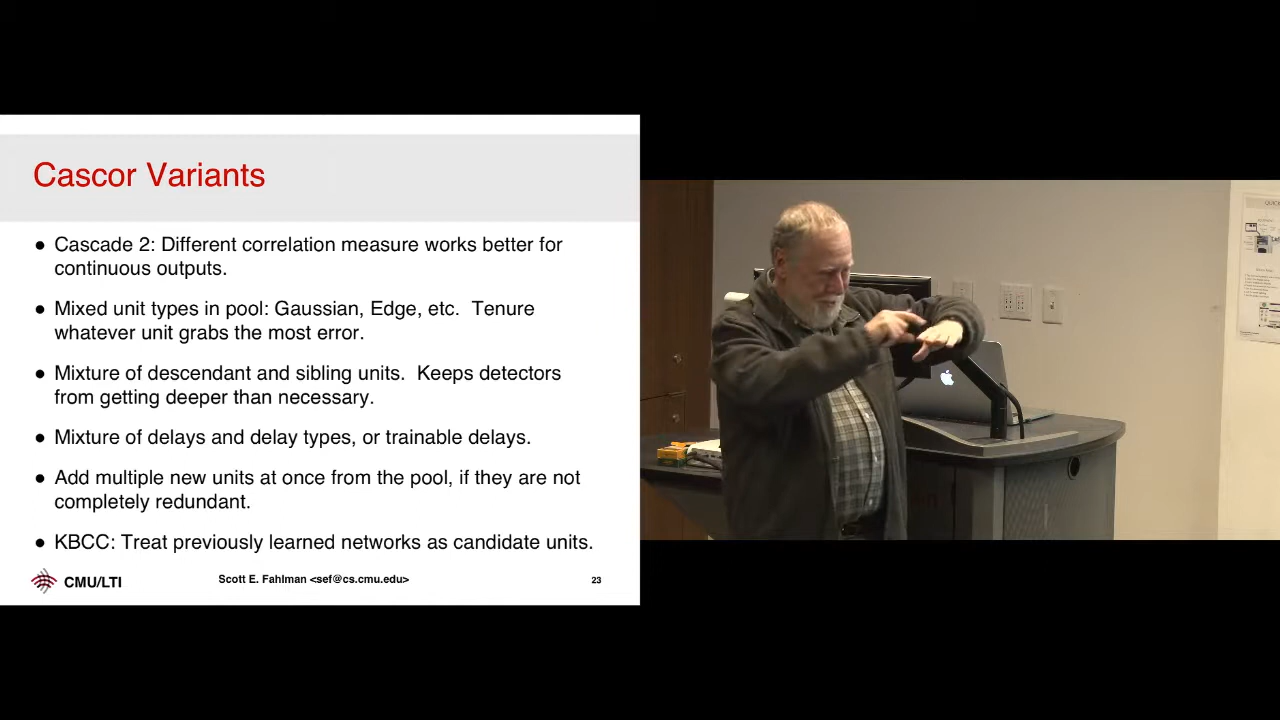 Cascor Variants
● Cascade 2: Different correlation measure works better for
continuous outputs.
● Mixed unit types in pool: Gaussian, Edge, etc. Tenure
whatever unit grabs the most error.
● Mixture of descendant and sibling units. Keeps detectors
from getting deeper than necessary.
● Mixture of delays and delay types, or trainable delays.
● Add multiple new units at once from the pool, if they are not
completely redundant.
● KBCC: Treat previously learned networks as candidate units.
CMU/LTI
Scott E. Fahlman <sef@cs.cmu.edu>
23